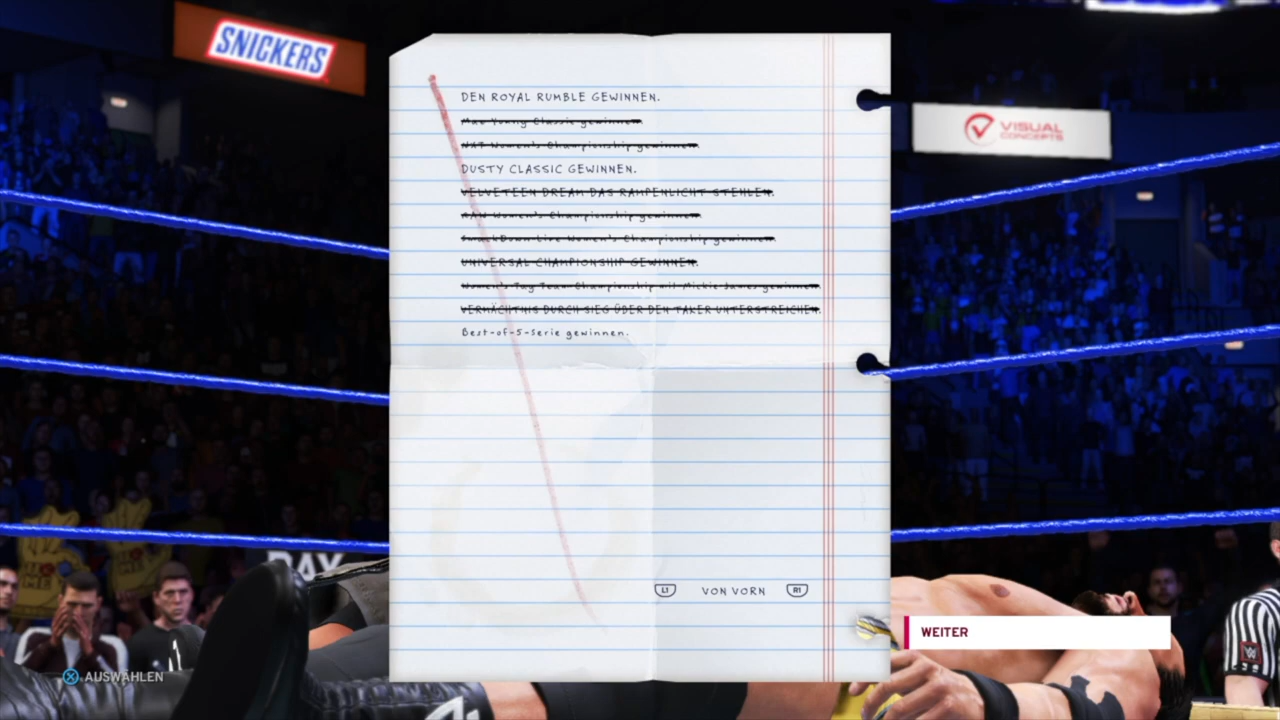 SNICKERS
VISUAL
CONCEPTS
DEN ROYAL RUMBLE GEWINNEN.
Mae Young Classic gewinnen.
NXT Women's Championship gewinnen.
DUSTY CLASSIC GEWINNEN.
VELVETEEN DREAM DAS RAMPENLICHT STEHLEN.
RAW Women's Championship gewinnen.
SmackDown Live Women's Championship gewinnen.
UNIVERSAL CHAMPIONSHIP GEWINNEN.
Women's Tag Team Championship mit Mickie James gewinnen.
VERMÄCHTNIS DURCH SIEG ÜBER DEN TAKER UNTERSTREICHEN.
Best-of-5-Serie gewinnen.
L1 VON VORN R1
WEITER
AUSWÄHLEN